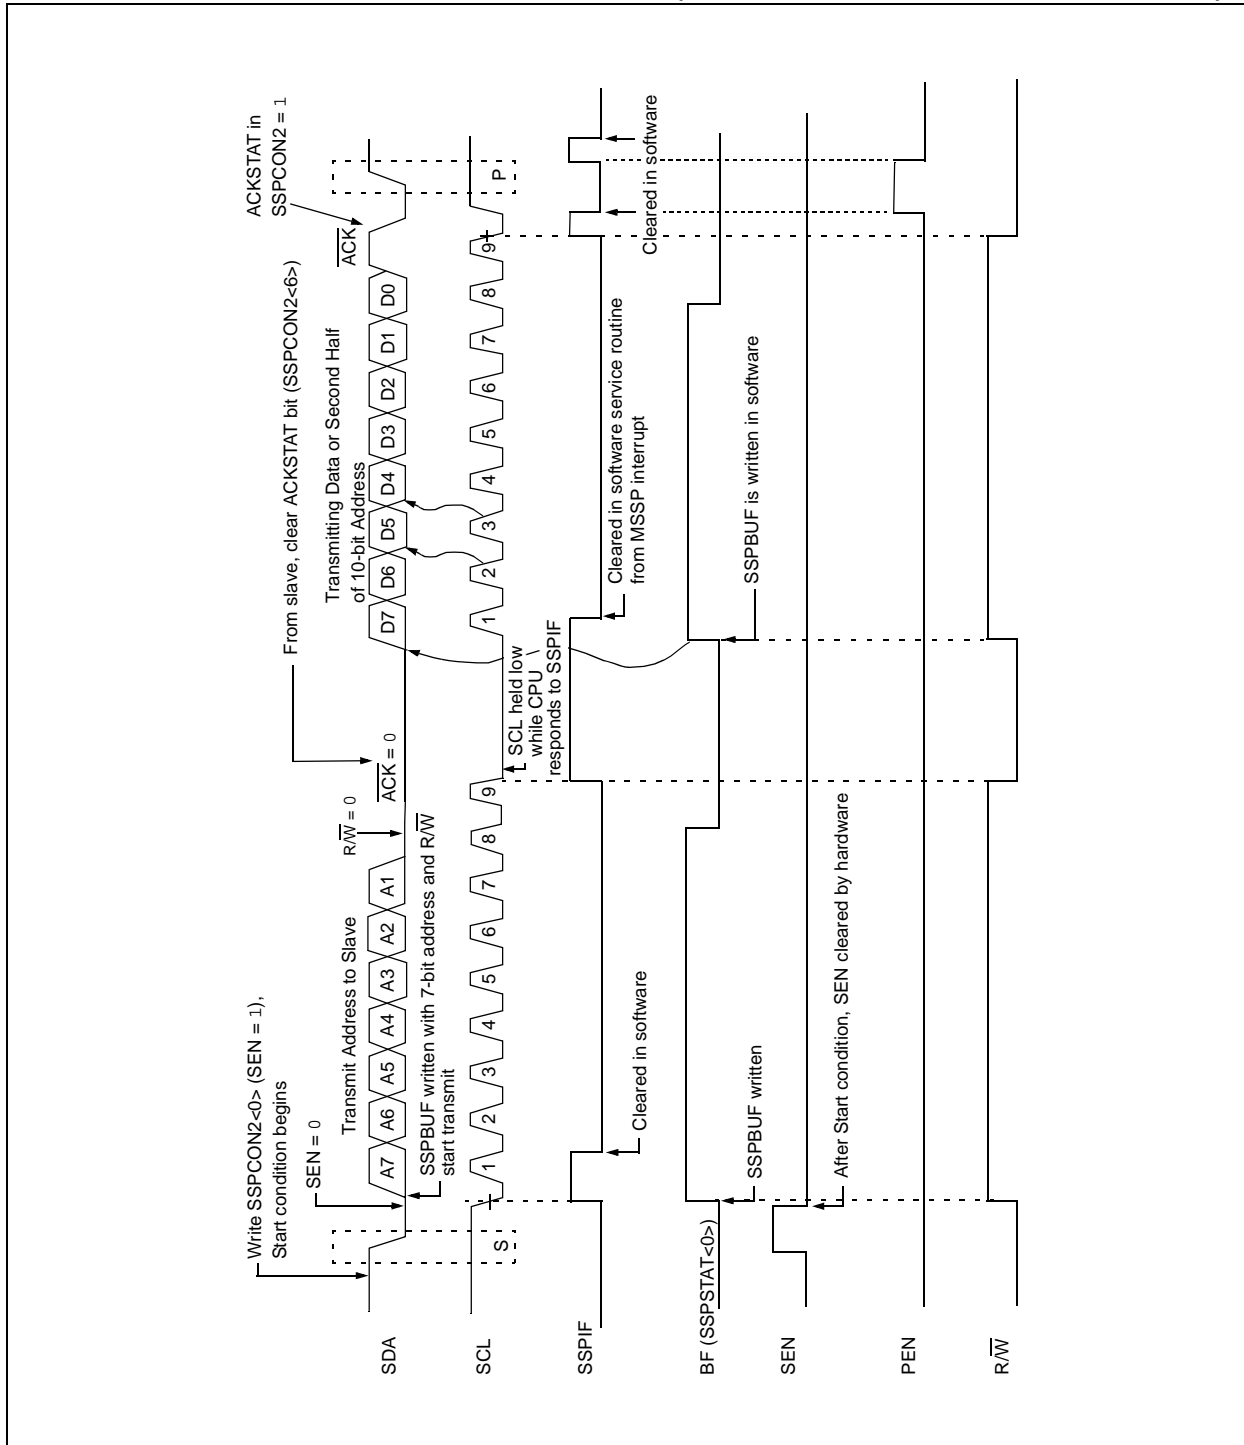 Write SSPCON2<0> (SEN = 1),
Start condition begins
SEN = 0
Transmit Address to Slave
R/W = 0
From slave, clear ACKSTAT bit (SSPCON2<6>)
ACK = 0
Transmitting Data or Second Half
of 10-bit Address
ACKSTAT in
SSPCON2 = 1
ACK
SDA
A7 A6 A5 A4 A3 A2 A1
D7 D6 D5 D4 D3 D2 D1 D0
SSPBUF written with 7-bit address and R/W
start transmit
SCL
S
1 2 3 4 5 6 7 8 9
1 2 3 4 5 6 7 8 9
P
SCL held low
while CPU
responds to SSPIF
SSPIF
Cleared in software
Cleared in software service routine
from MSSP interrupt
Cleared in software
BF (SSPSTAT<0>)
SSPBUF written
SSPBUF is written in software
SEN
After Start condition, SEN cleared by hardware
PEN
R/W